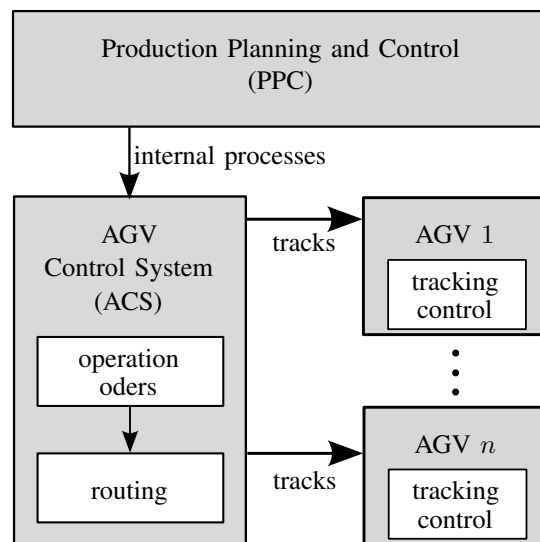 Production Planning and Control
(PPC)
internal processes
AGV
Control System
(ACS)
operation
oders
routing
tracks
AGV 1
tracking
control
tracks
AGV n
tracking
control